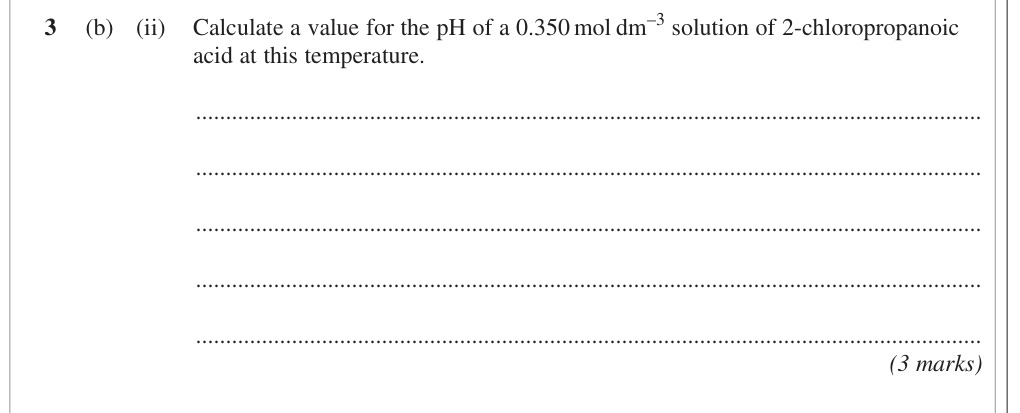 3 (b) (ii) Calculate a value for the pH of a 0.350 mol dm⁻³ solution of 2-chloropropanoic
acid at this temperature.
(3 marks)